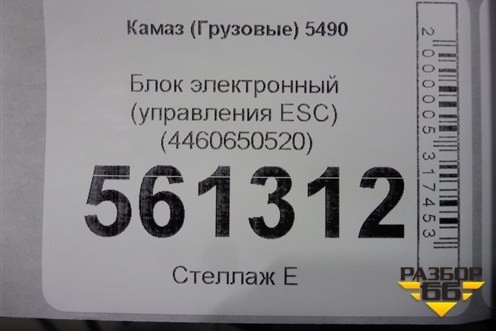 Камаз (Грузовые) 5490
Блок электронный
(управления ESC)
(4460650520)
561312
Стеллаж Е
2000005317453
РАЗБОР
66